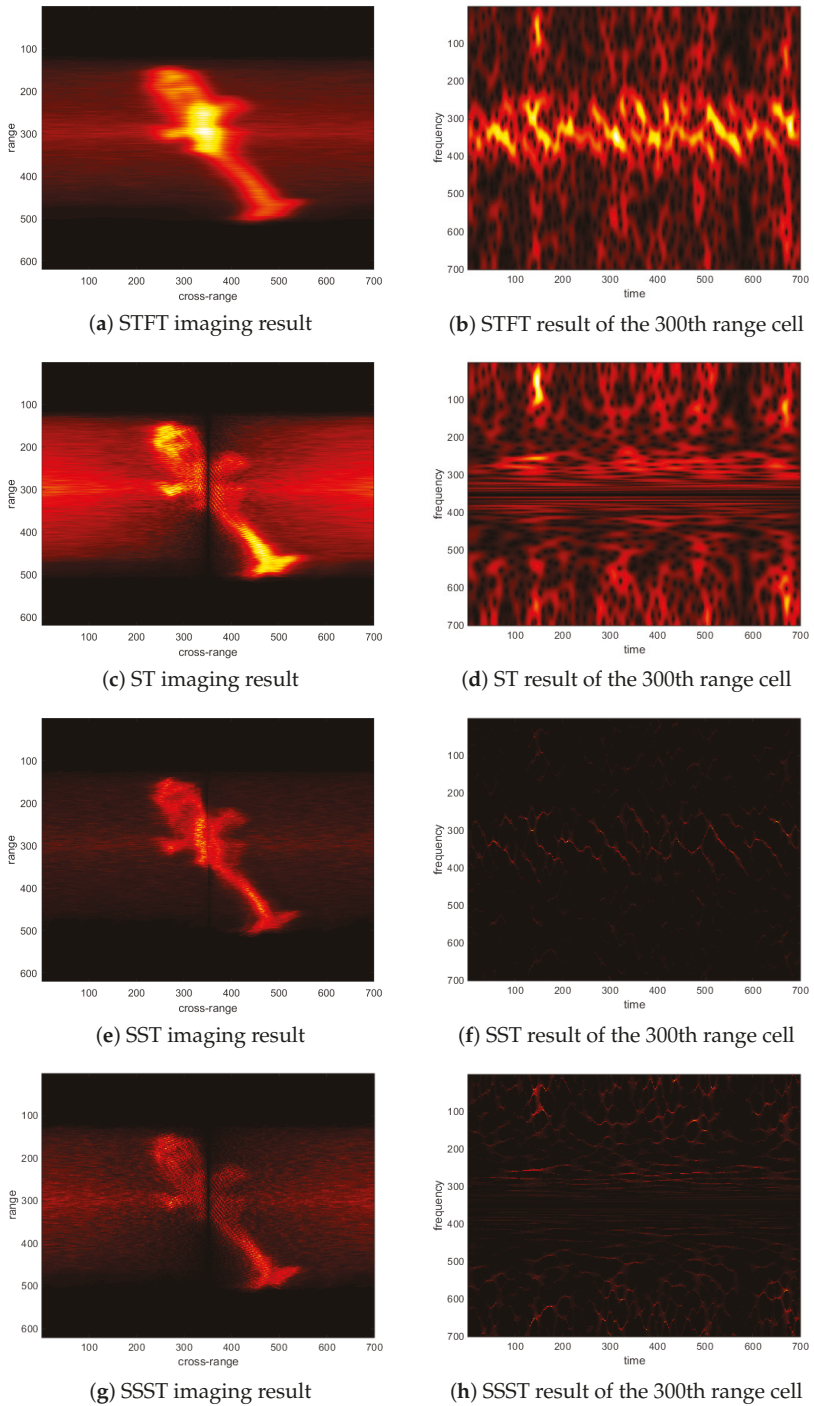 100
200
300
400
500
600
range
100 200 300 400 500 600 700
cross-range
(a) STFT imaging result
100
200
300
400
500
600
700
frequency
100 200 300 400 500 600 700
time
(b) STFT result of the 300th range cell
100
200
300
400
500
600
range
100 200 300 400 500 600 700
cross-range
(c) ST imaging result
100
200
300
400
500
600
700
frequency
100 200 300 400 500 600 700
time
(d) ST result of the 300th range cell
100
200
300
400
500
600
range
100 200 300 400 500 600 700
cross-range
(e) SST imaging result
100
200
300
400
500
600
700
frequency
100 200 300 400 500 600 700
time
(f) SST result of the 300th range cell
100
200
300
400
500
600
range
100 200 300 400 500 600 700
cross-range
(g) SSST imaging result
100
200
300
400
500
600
700
frequency
100 200 300 400 500 600 700
time
(h) SSST result of the 300th range cell